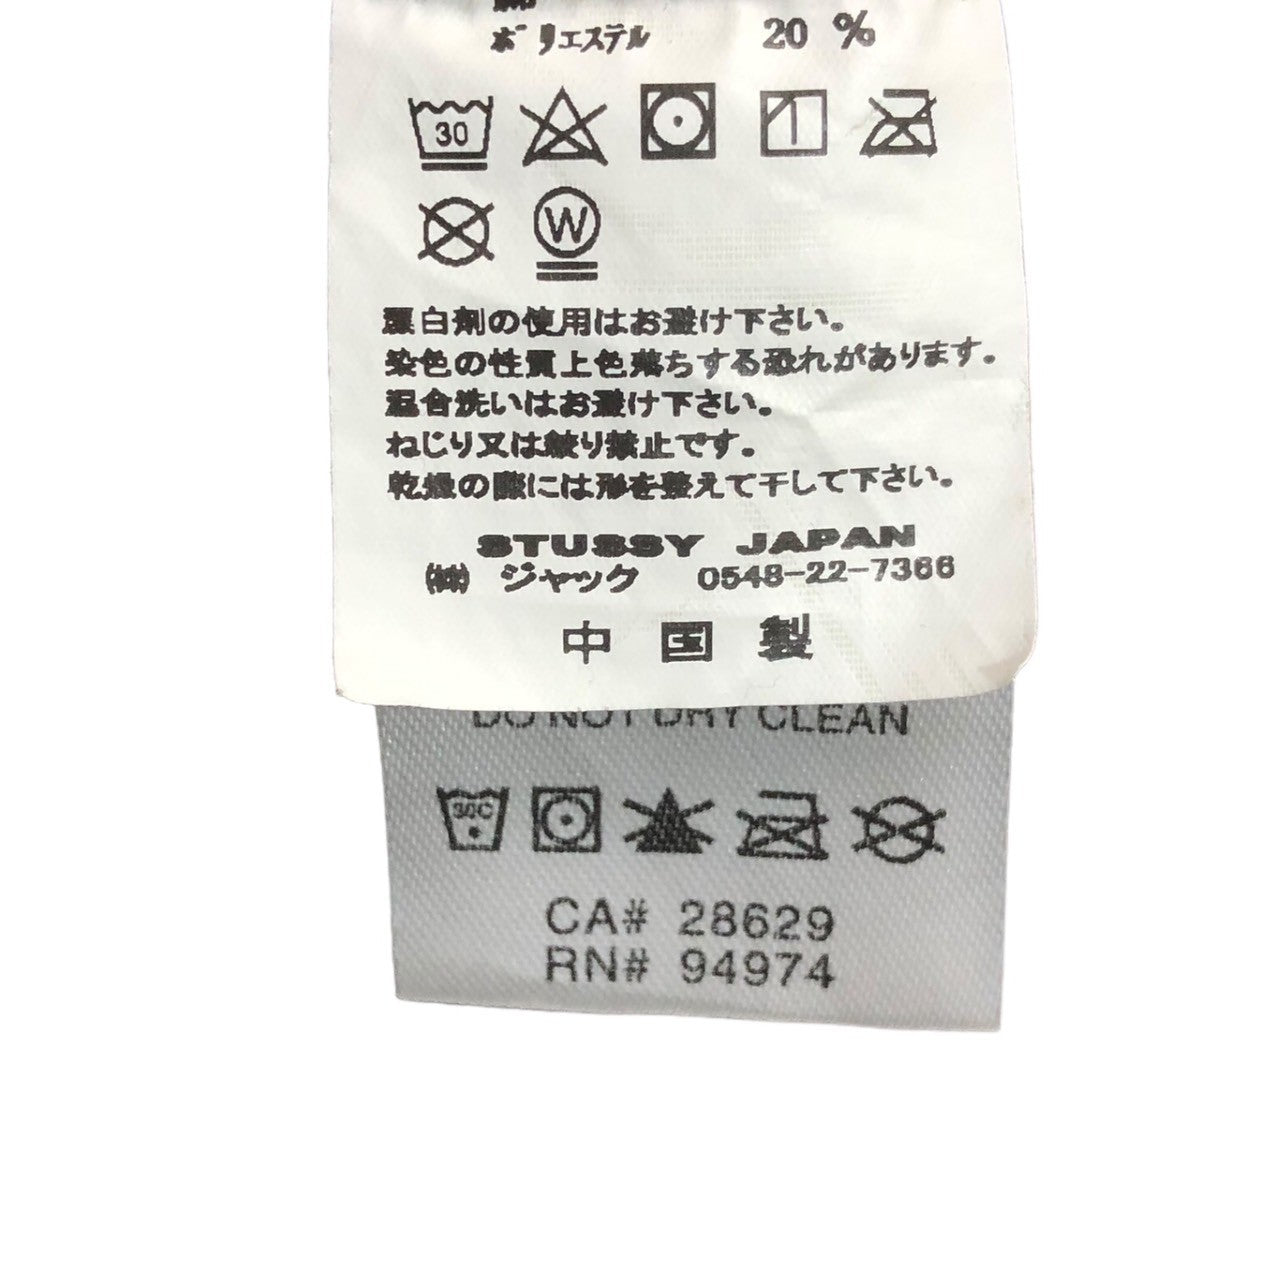 ポリエステル 20 %
30
W
漂白剤の使用はお避け下さい。
染色の性質上色落ちする恐れがあります。
混合洗いはお避け下さい。
ねじり又は絞り禁止です。
乾燥の際には形を整えて干して下さい。
STUSSY JAPAN
㈱ ジャック 0548-22-7366
中国製
DO NOT DRY CLEAN
30C
CA# 28629
RN# 94974